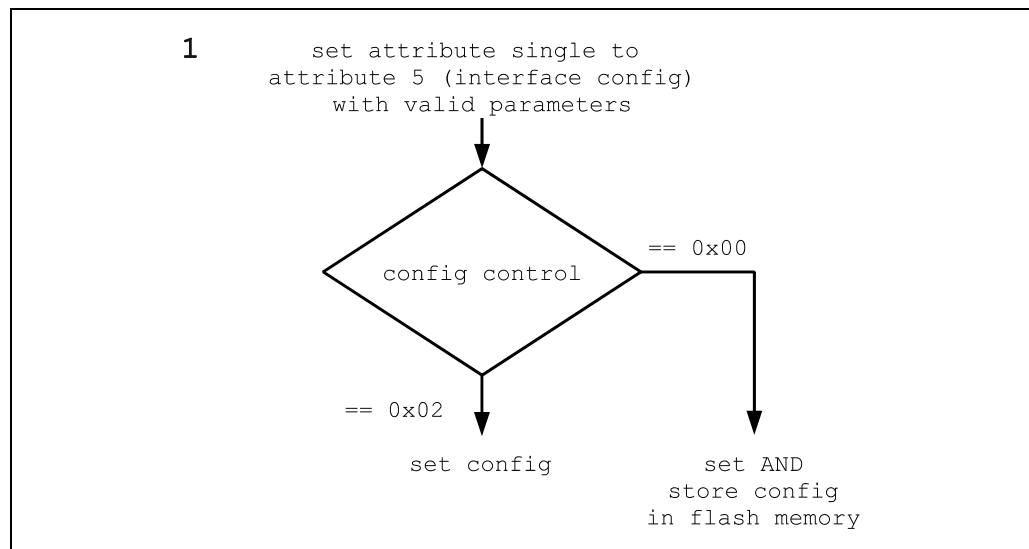 1
set attribute single to
attribute 5 (interface config)
with valid parameters
== 0x00
config control
== 0x02
set config
set AND
store config
in flash memory